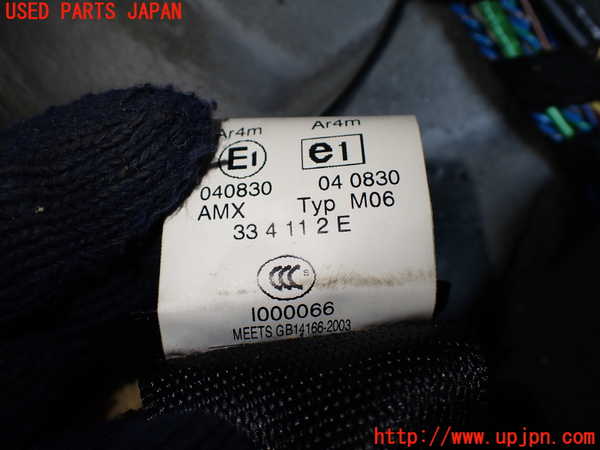 USED PARTS JAPAN
Ar4m Ar4m
E1 e1
040830 04 0830
AMX Typ M06
33 4 11 2 E
CCC S
I000066
MEETS GB14166-2003
http://www.upjpn.com/